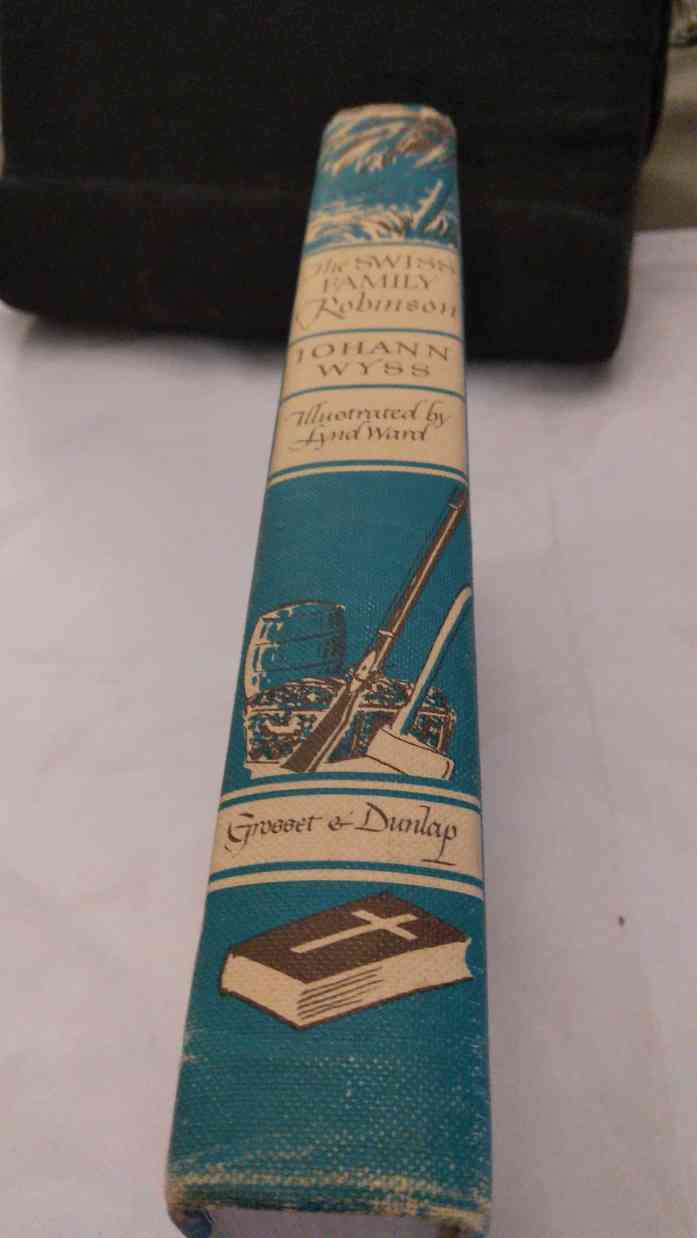 The SWISS
FAMILY
Robinson
JOHANN
WYSS
Illustrated by
Lynd Ward
Grosset & Dunlap